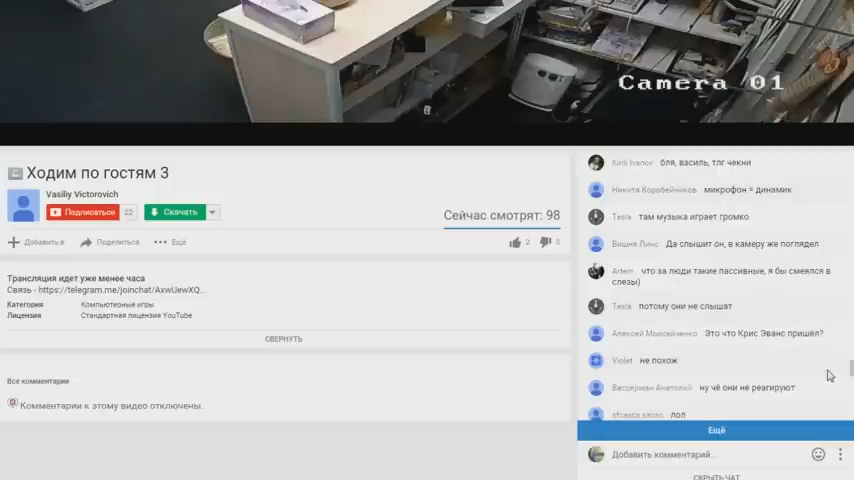 Camera 01
Ходим по гостям 3
Vasiliy Victorovich
Подписаться 22
Скачать
Сейчас смотрят: 98
Добавить в
Поделиться
Ещё
2
0
Трансляция идет уже менее часа
Связь - https://telegram.me/joinchat/AxwUewXQ...
Категория Компьютерные игры
Лицензия Стандартная лицензия YouTube
СВЕРНУТЬ
Все комментарии
Комментарии к этому видео отключены.
Kirill Ivanov бля, василь, тлг чекни
Никита Коробейников микрофон = динамик
Tesla там музыка играет громко
Вишня Линс Да слышит он, в камеру же поглядел
Artem что за люди такие пассивные, я бы смеялся в
слезы)
Tesla потому они не слышат
Алексей Моисейченко Это что Крис Эванс пришёл?
Violet не похож
Вассерман Анатолий ну чё они не реагируют
лол
Ещё
Добавить комментарий...
СКРЫТЬ ЧАТ